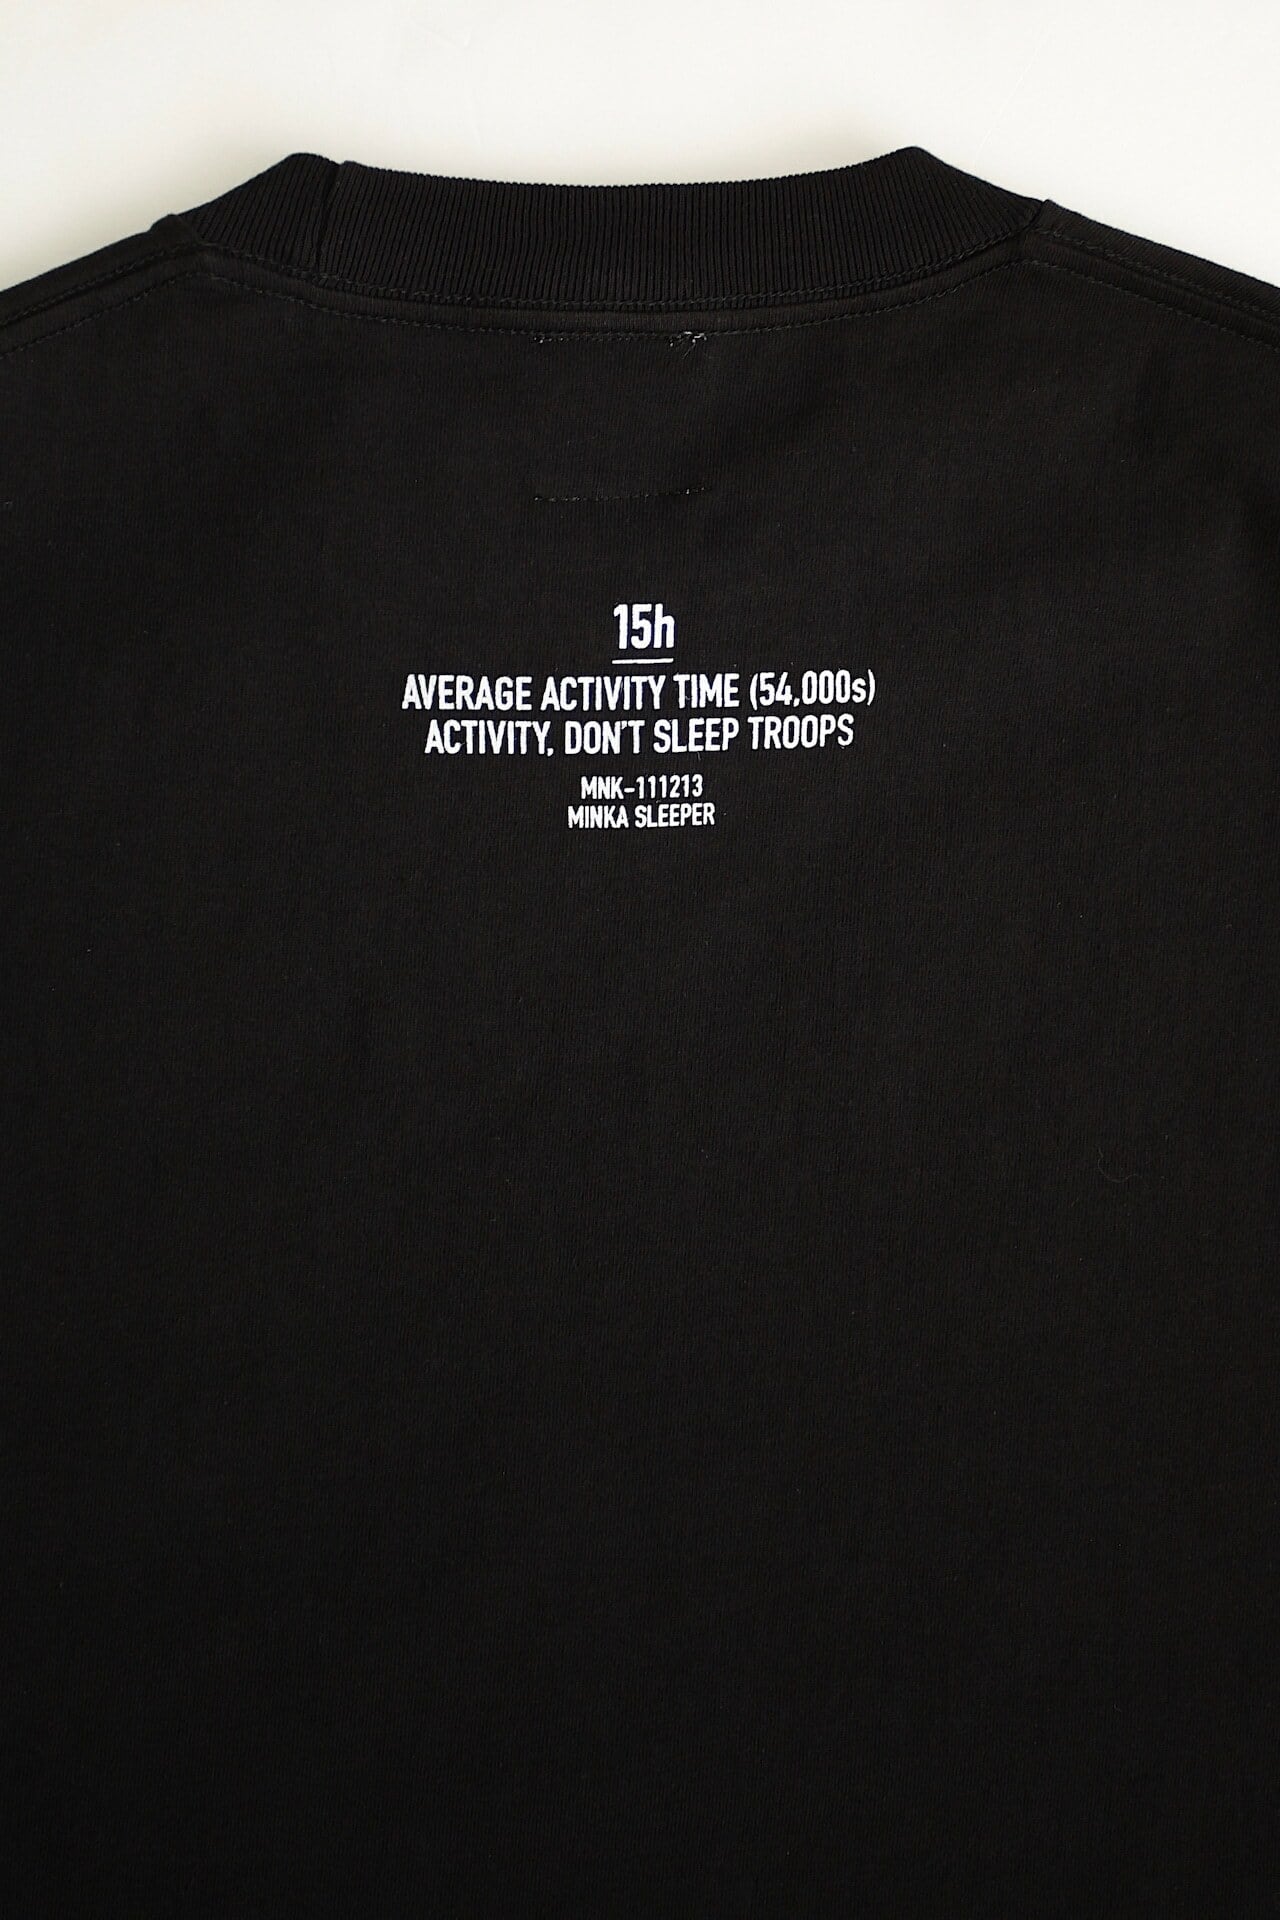 15h
AVERAGE ACTIVITY TIME (54,000s)
ACTIVITY, DON'T SLEEP TROOPS
MNK-111213
MINKA SLEEPER